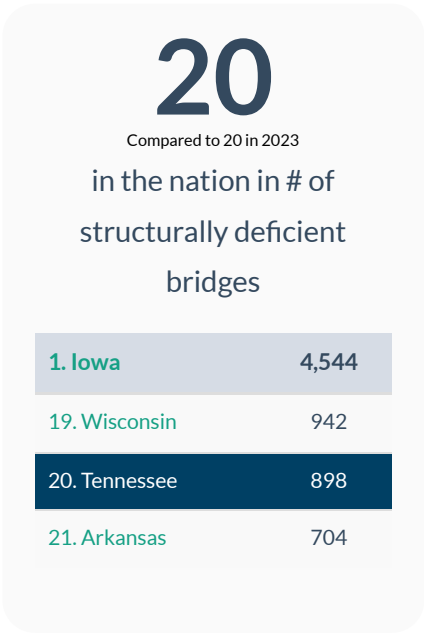 20
Compared to 20 in 2023
in the nation in # of
structurally deficient
bridges
1. Iowa 4,544
19. Wisconsin 942
20. Tennessee 898
21. Arkansas 704